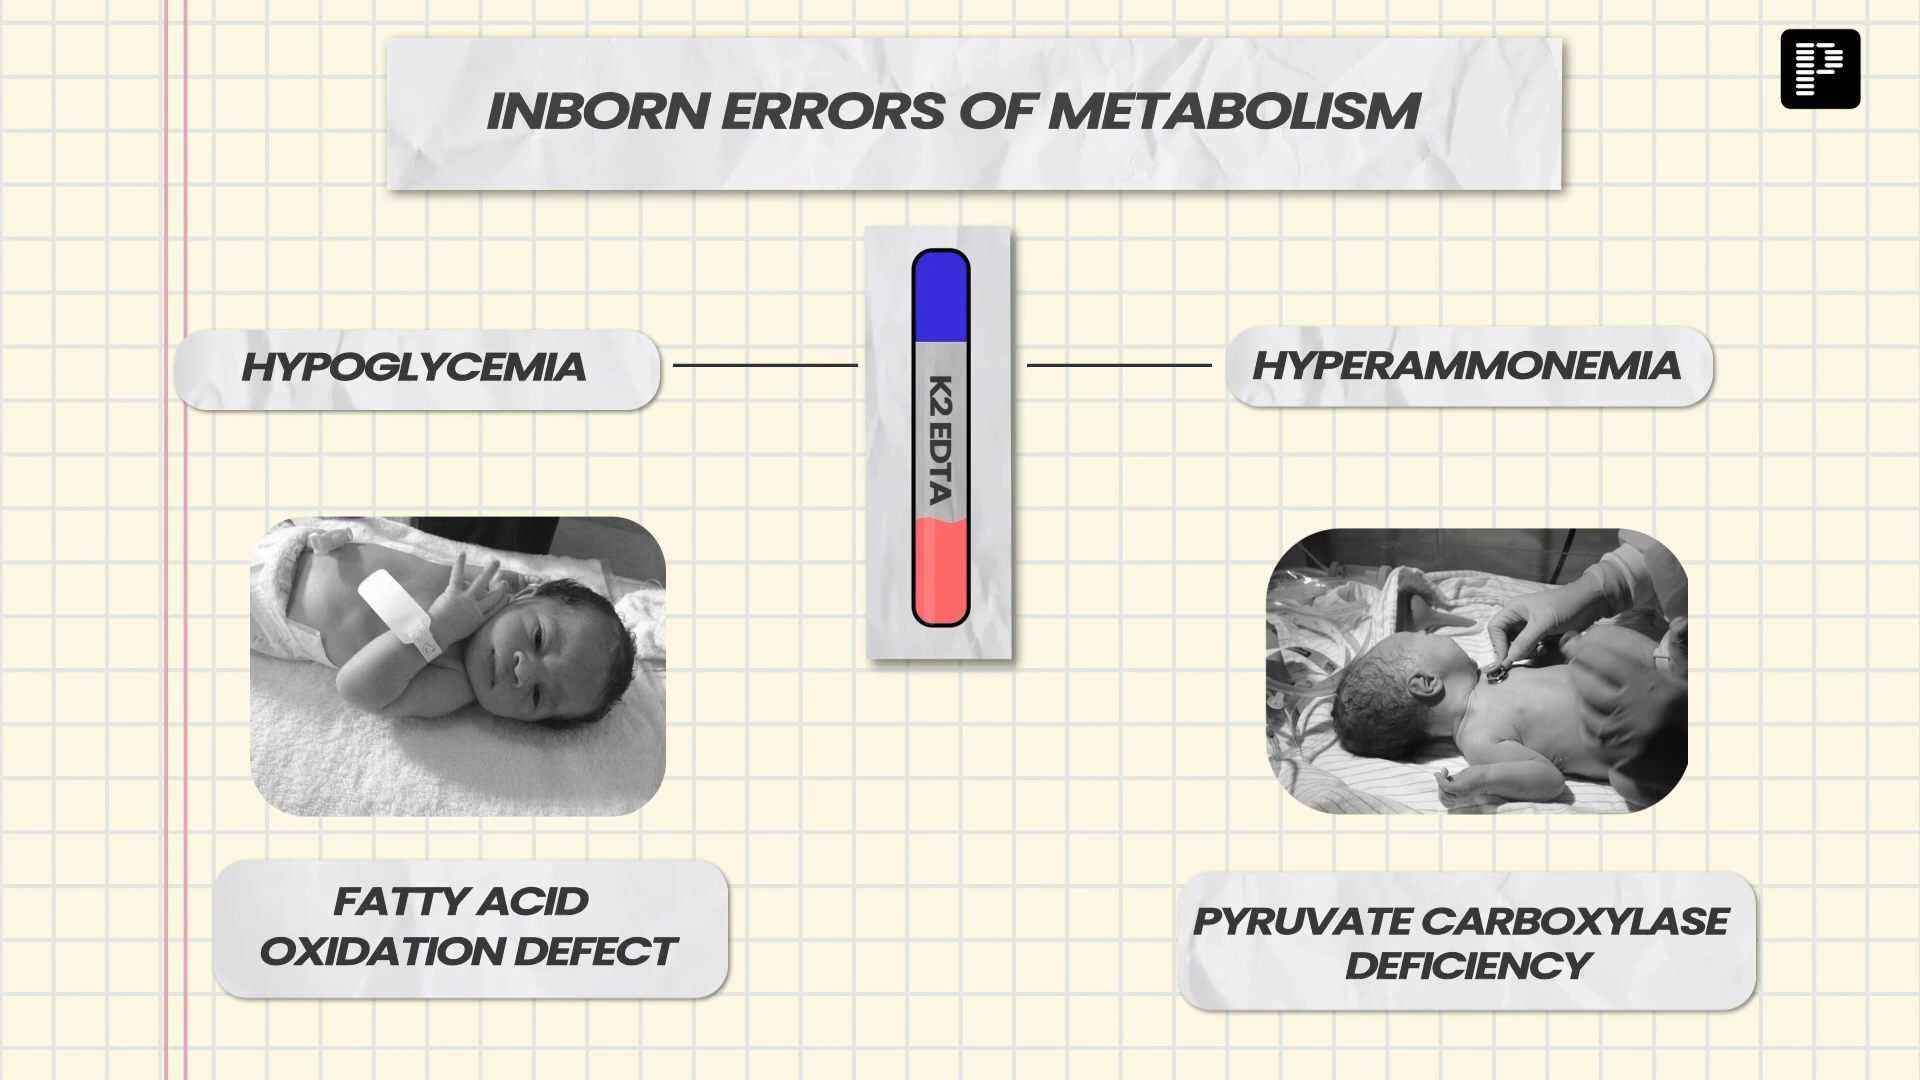 INBORN ERRORS OF METABOLISM
HYPOGLYCEMIA
K2 EDTA
HYPERAMMONEMIA
FATTY ACID
OXIDATION DEFECT
PYRUVATE CARBOXYLASE
DEFICIENCY
P